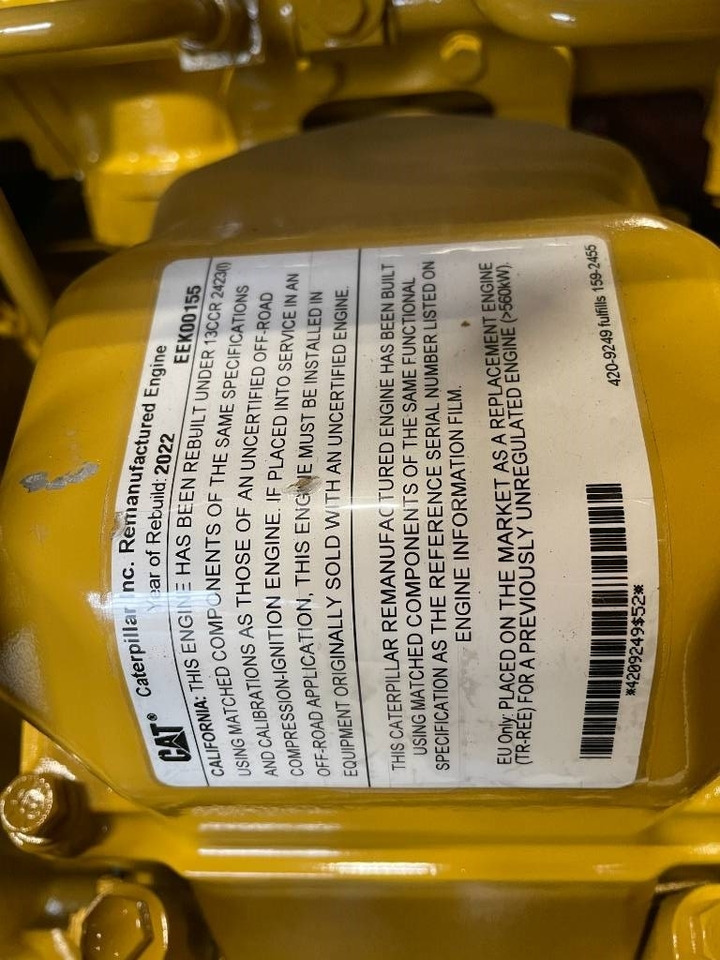 CAT® Caterpillar Inc. Remanufactured Engine
Year of Rebuild: 2022 EEK00155
CALIFORNIA: THIS ENGINE HAS BEEN REBUILT UNDER 13CCR 2423(l)
USING MATCHED COMPONENTS OF THE SAME SPECIFICATIONS
AND CALIBRATIONS AS THOSE OF AN UNCERTIFIED OFF-ROAD
COMPRESSION-IGNITION ENGINE. IF PLACED INTO SERVICE IN AN
OFF-ROAD APPLICATION, THIS ENGINE MUST BE INSTALLED IN
EQUIPMENT ORIGINALLY SOLD WITH AN UNCERTIFIED ENGINE.
THIS CATERPILLAR REMANUFACTURED ENGINE HAS BEEN BUILT
USING MATCHED COMPONENTS OF THE SAME FUNCTIONAL
SPECIFICATION AS THE REFERENCE SERIAL NUMBER LISTED ON
ENGINE INFORMATION FILM.
EU Only: PLACED ON THE MARKET AS A REPLACEMENT ENGINE
(TR-REE) FOR A PREVIOUSLY UNREGULATED ENGINE (>560kW).
*4209249$52*
420-9249 fulfills 159-2455